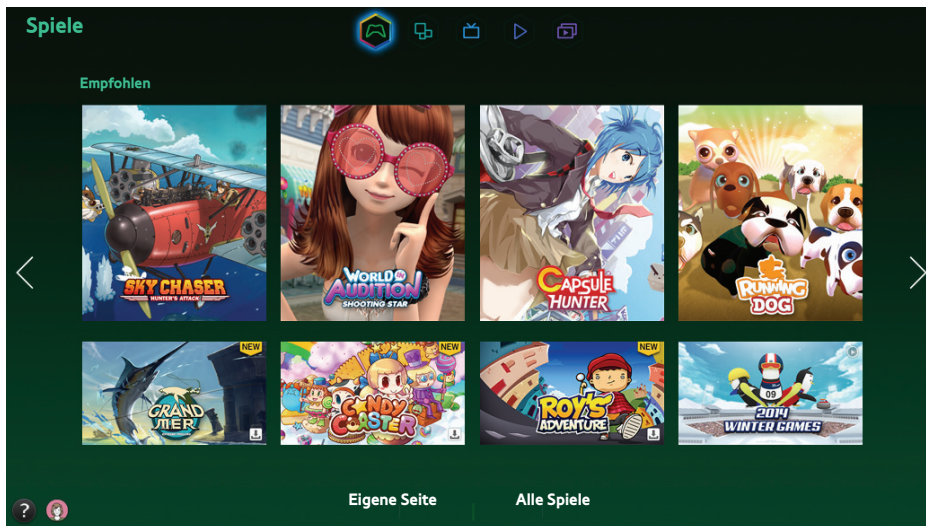 Spiele
Empfohlen
SKY CHASER
HUNTER'S ATTACK
WORLD IN
AUDITION
SHOOTING STAR
CAPSULE
HUNTER
RUNNING
DOG
NEW
NEW
NEW
GRAND
MER
CANDY
COASTER
ROY'S
ADVENTURE
09
2014
WINTER GAMES
Eigene Seite
Alle Spiele
?